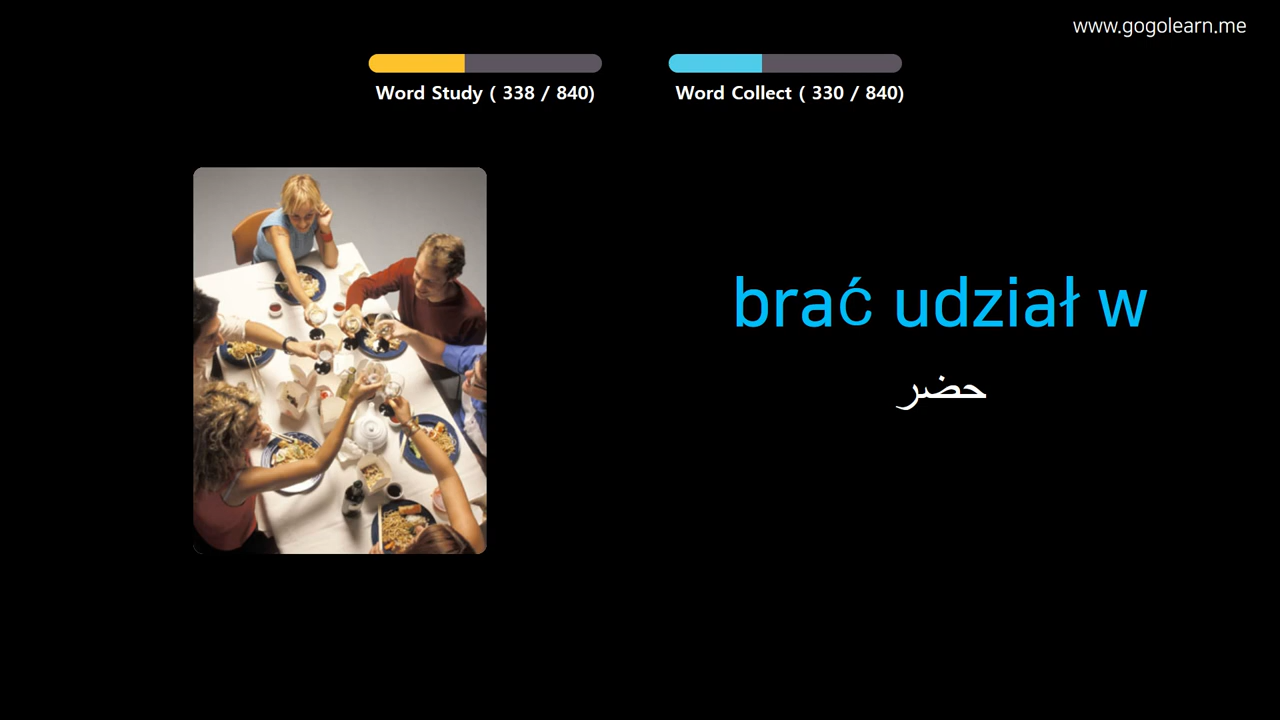 www.gogolearn.me
Word Study ( 338 / 840)
Word Collect ( 330 / 840)
brać udział w
حضر